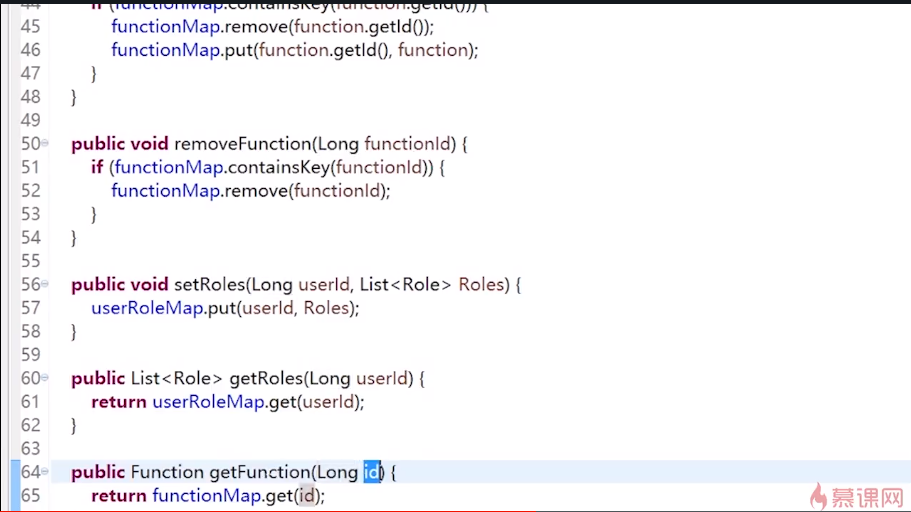 44 if (functionMap.containsKey(function.getId())) {
45 functionMap.remove(function.getId());
46 functionMap.put(function.getId(), function);
47 }
48 }
49
50 public void removeFunction(Long functionId) {
51 if (functionMap.containsKey(functionId)) {
52 functionMap.remove(functionId);
53 }
54 }
55
56 public void setRoles(Long userId, List<Role> Roles) {
57 userRoleMap.put(userId, Roles);
58 }
59
60 public List<Role> getRoles(Long userId) {
61 return userRoleMap.get(userId);
62 }
63
64 public Function getFunction(Long id) {
65 return functionMap.get(id);
慕课网